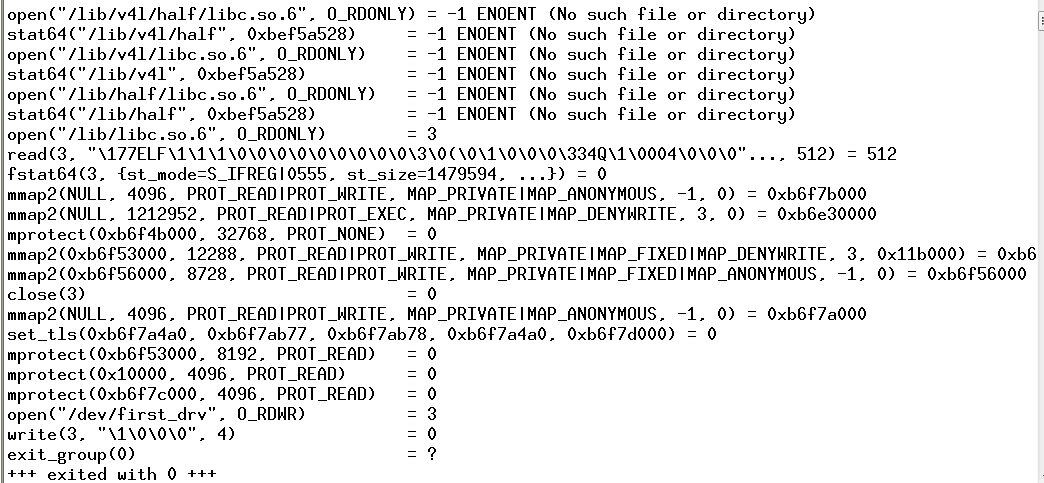 open("/lib/v4l/half/libc.so.6", O_RDONLY) = -1 ENOENT (No such file or directory)
stat64("/lib/v4l/half", 0xbef5a528) = -1 ENOENT (No such file or directory)
open("/lib/v4l/libc.so.6", O_RDONLY) = -1 ENOENT (No such file or directory)
stat64("/lib/v4l", 0xbef5a528) = -1 ENOENT (No such file or directory)
open("/lib/half/libc.so.6", O_RDONLY) = -1 ENOENT (No such file or directory)
stat64("/lib/half", 0xbef5a528) = -1 ENOENT (No such file or directory)
open("/lib/libc.so.6", O_RDONLY) = 3
read(3, "\177ELF\1\1\1\0\0\0\0\0\0\0\0\0\3\0(\0\1\0\0\0\334Q\1\0004\0\0\0"..., 512) = 512
fstat64(3, {st_mode=S_IFREG|0555, st_size=1479594, ...}) = 0
mmap2(NULL, 4096, PROT_READ|PROT_WRITE, MAP_PRIVATE|MAP_ANONYMOUS, -1, 0) = 0xb6f7b000
mmap2(NULL, 1212952, PROT_READ|PROT_EXEC, MAP_PRIVATE|MAP_DENYWRITE, 3, 0) = 0xb6e30000
mprotect(0xb6f4b000, 32768, PROT_NONE) = 0
mmap2(0xb6f53000, 12288, PROT_READ|PROT_WRITE, MAP_PRIVATE|MAP_FIXED|MAP_DENYWRITE, 3, 0x11b000) = 0xb6
mmap2(0xb6f56000, 8728, PROT_READ|PROT_WRITE, MAP_PRIVATE|MAP_FIXED|MAP_ANONYMOUS, -1, 0) = 0xb6f56000
close(3) = 0
mmap2(NULL, 4096, PROT_READ|PROT_WRITE, MAP_PRIVATE|MAP_ANONYMOUS, -1, 0) = 0xb6f7a000
set_tls(0xb6f7a4a0, 0xb6f7ab77, 0xb6f7ab78, 0xb6f7a4a0, 0xb6f7d000) = 0
mprotect(0xb6f53000, 8192, PROT_READ) = 0
mprotect(0x10000, 4096, PROT_READ) = 0
mprotect(0xb6f7c000, 4096, PROT_READ) = 0
open("/dev/first_drv", O_RDWR) = 3
write(3, "\1\0\0\0", 4) = 0
exit_group(0) = ?
+++ exited with 0 +++